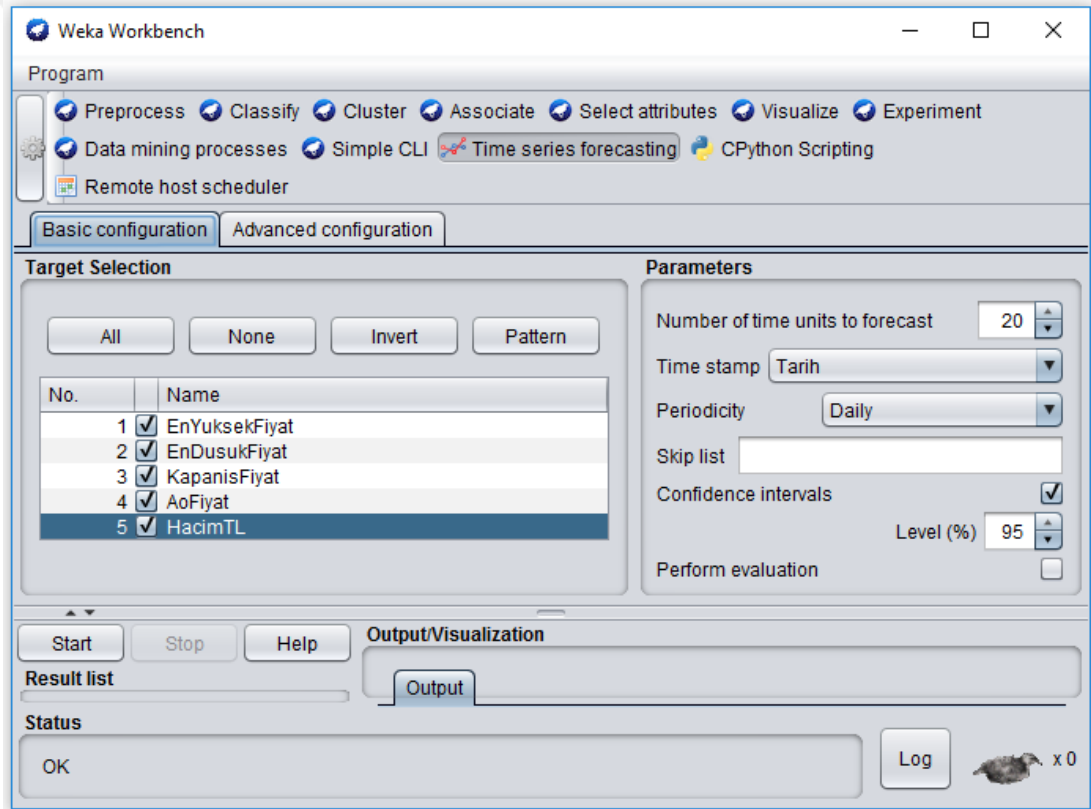 Weka Workbench
Program
Preprocess Classify Cluster Associate Select attributes Visualize Experiment
Data mining processes Simple CLI Time series forecasting CPython Scripting
Remote host scheduler
Basic configuration Advanced configuration
Target Selection
All None Invert Pattern
No. Name
1 EnYuksekFiyat
2 EnDusukFiyat
3 KapanisFiyat
4 AoFiyat
5 HacimTL
Parameters
Number of time units to forecast 20
Time stamp Tarih
Periodicity Daily
Skip list
Confidence intervals
Level (%) 95
Perform evaluation
Start Stop Help
Result list
Output/Visualization
Output
Status
OK
Log
x 0